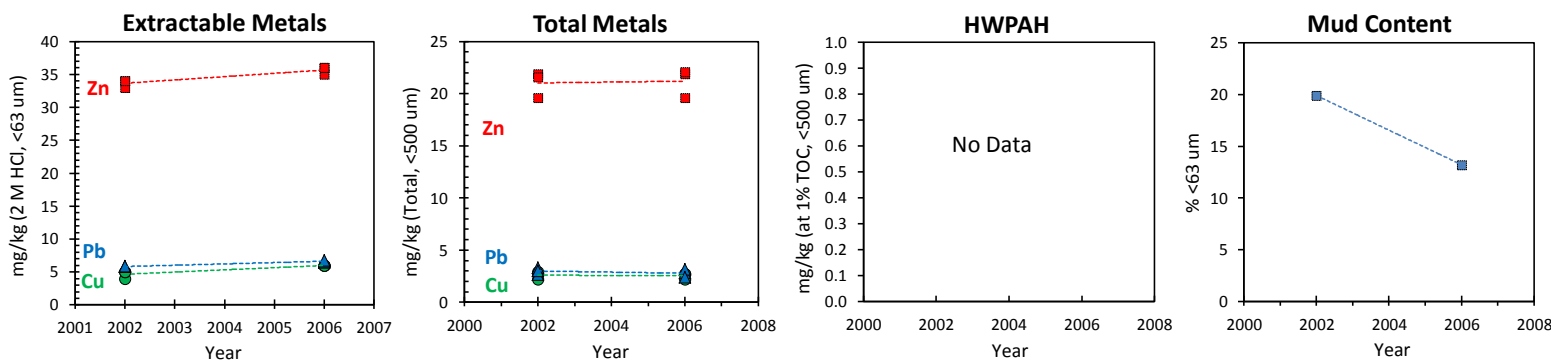 Extractable Metals
mg/kg (2 M HCl, <63 um)
40
35
30
25
20
15
10
5
0
Zn
Pb
Cu
2001 2002 2003 2004 2005 2006 2007
Year
Total Metals
mg/kg (Total, <500 um)
25
20
15
10
5
0
Zn
Pb
Cu
2000 2002 2004 2006 2008
Year
HWPAH
mg/kg (at 1% TOC, <500 um)
1.0
0.9
0.8
0.7
0.6
0.5
0.4
0.3
0.2
0.1
0.0
No Data
2000 2002 2004 2006 2008
Year
Mud Content
% <63 um
25
20
15
10
5
0
2000 2002 2004 2006 2008
Year